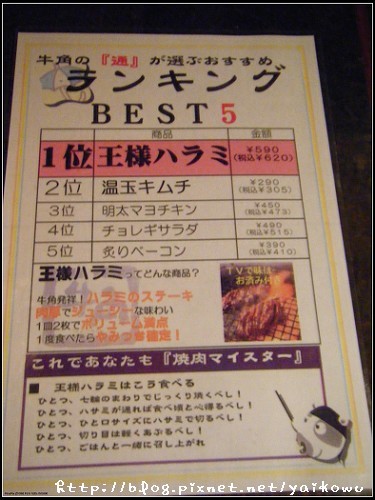 牛角の『通』が選ぶおすすめ
ランキング
BEST5
商品 金額
1位 王様ハラミ ¥590 (税込¥620)
2位 温玉キムチ ¥290 (税込¥305)
3位 明太マヨチキン ¥450 (税込¥473)
4位 チョレギサラダ ¥490 (税込¥515)
5位 炙りベーコン ¥390 (税込¥410)
王様ハラミってどんな商品?
牛角発祥!ハラミのステーキ
肉厚でジューシーな味わい
1皿2枚でボリューム満点
1度食べたらやみつき確定!
TVで味は
お済み付
これであなたも『焼肉マイスター』
■ 王様ハラミはこう食べる
ひとつ、七輪のまわりでじっくり焼くべし!
ひとつ、ハサミが通れば食べ頃と心得るべし!
ひとつ、ひと口サイズにハサミで切るべし!
ひとつ、切り目は軽くあぶるべし!
ひとつ、ごはんと一緒に召し上がれ
Http://blog.pixnet.net/yaikowu